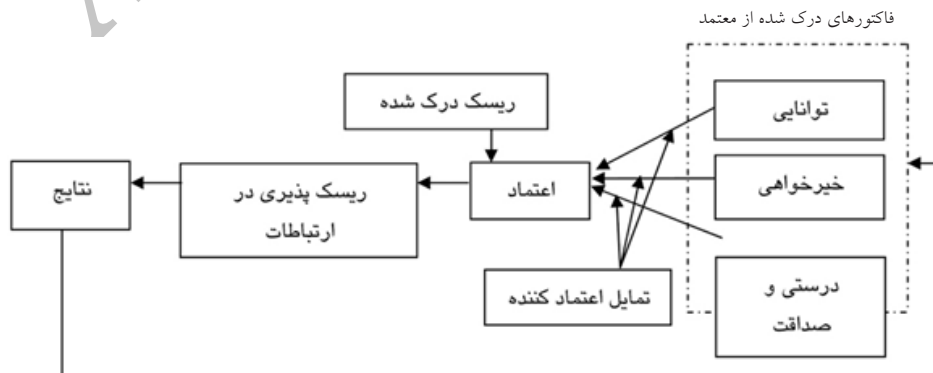 فاکتورهای درک شده از معتمد
توانایی
ریسک درک شده
خیرخواهی
اعتماد
ریسک پذیری در
ارتباطات
نتایج
تمایل اعتماد کننده
درستی و
صداقت